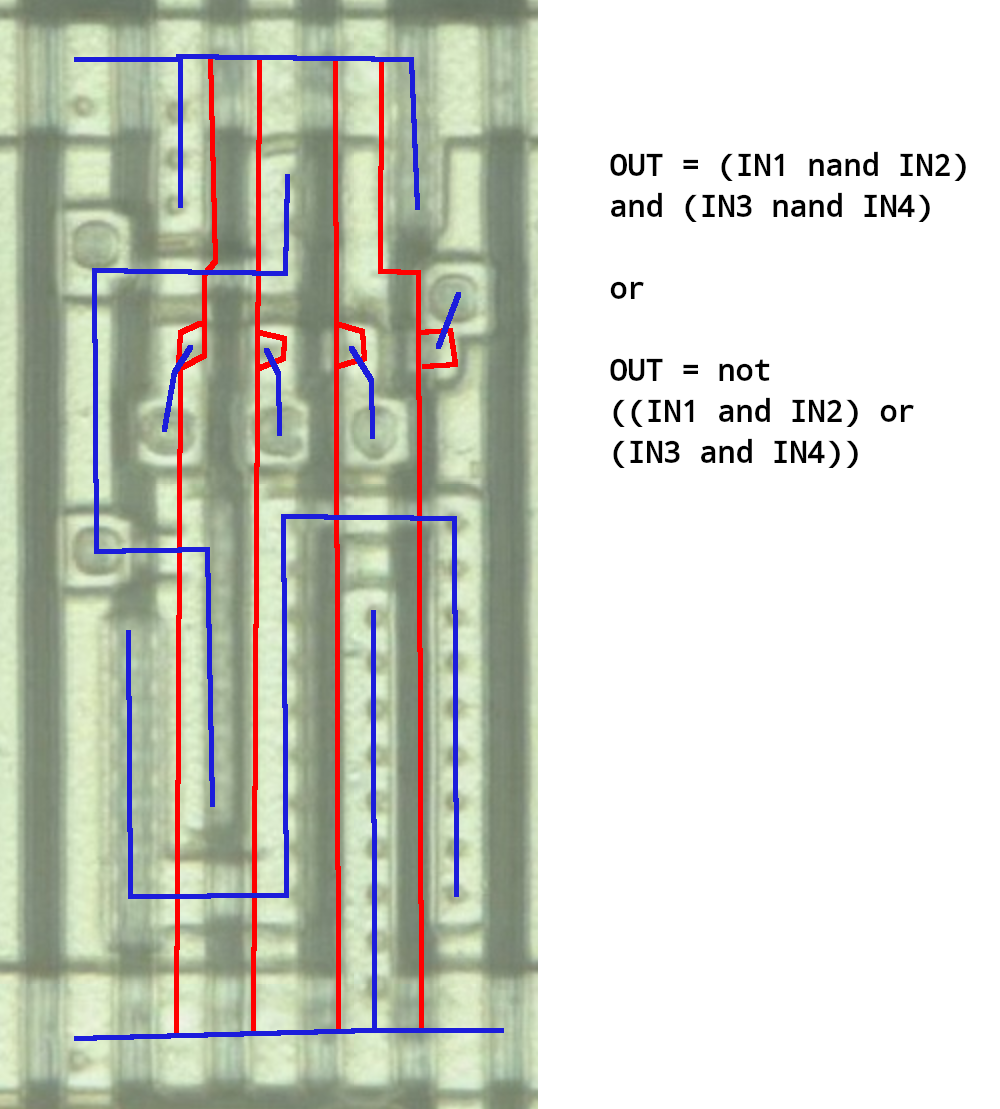 OUT = (IN1 nand IN2)
and (IN3 nand IN4)
or
OUT = not
((IN1 and IN2) or
(IN3 and IN4))